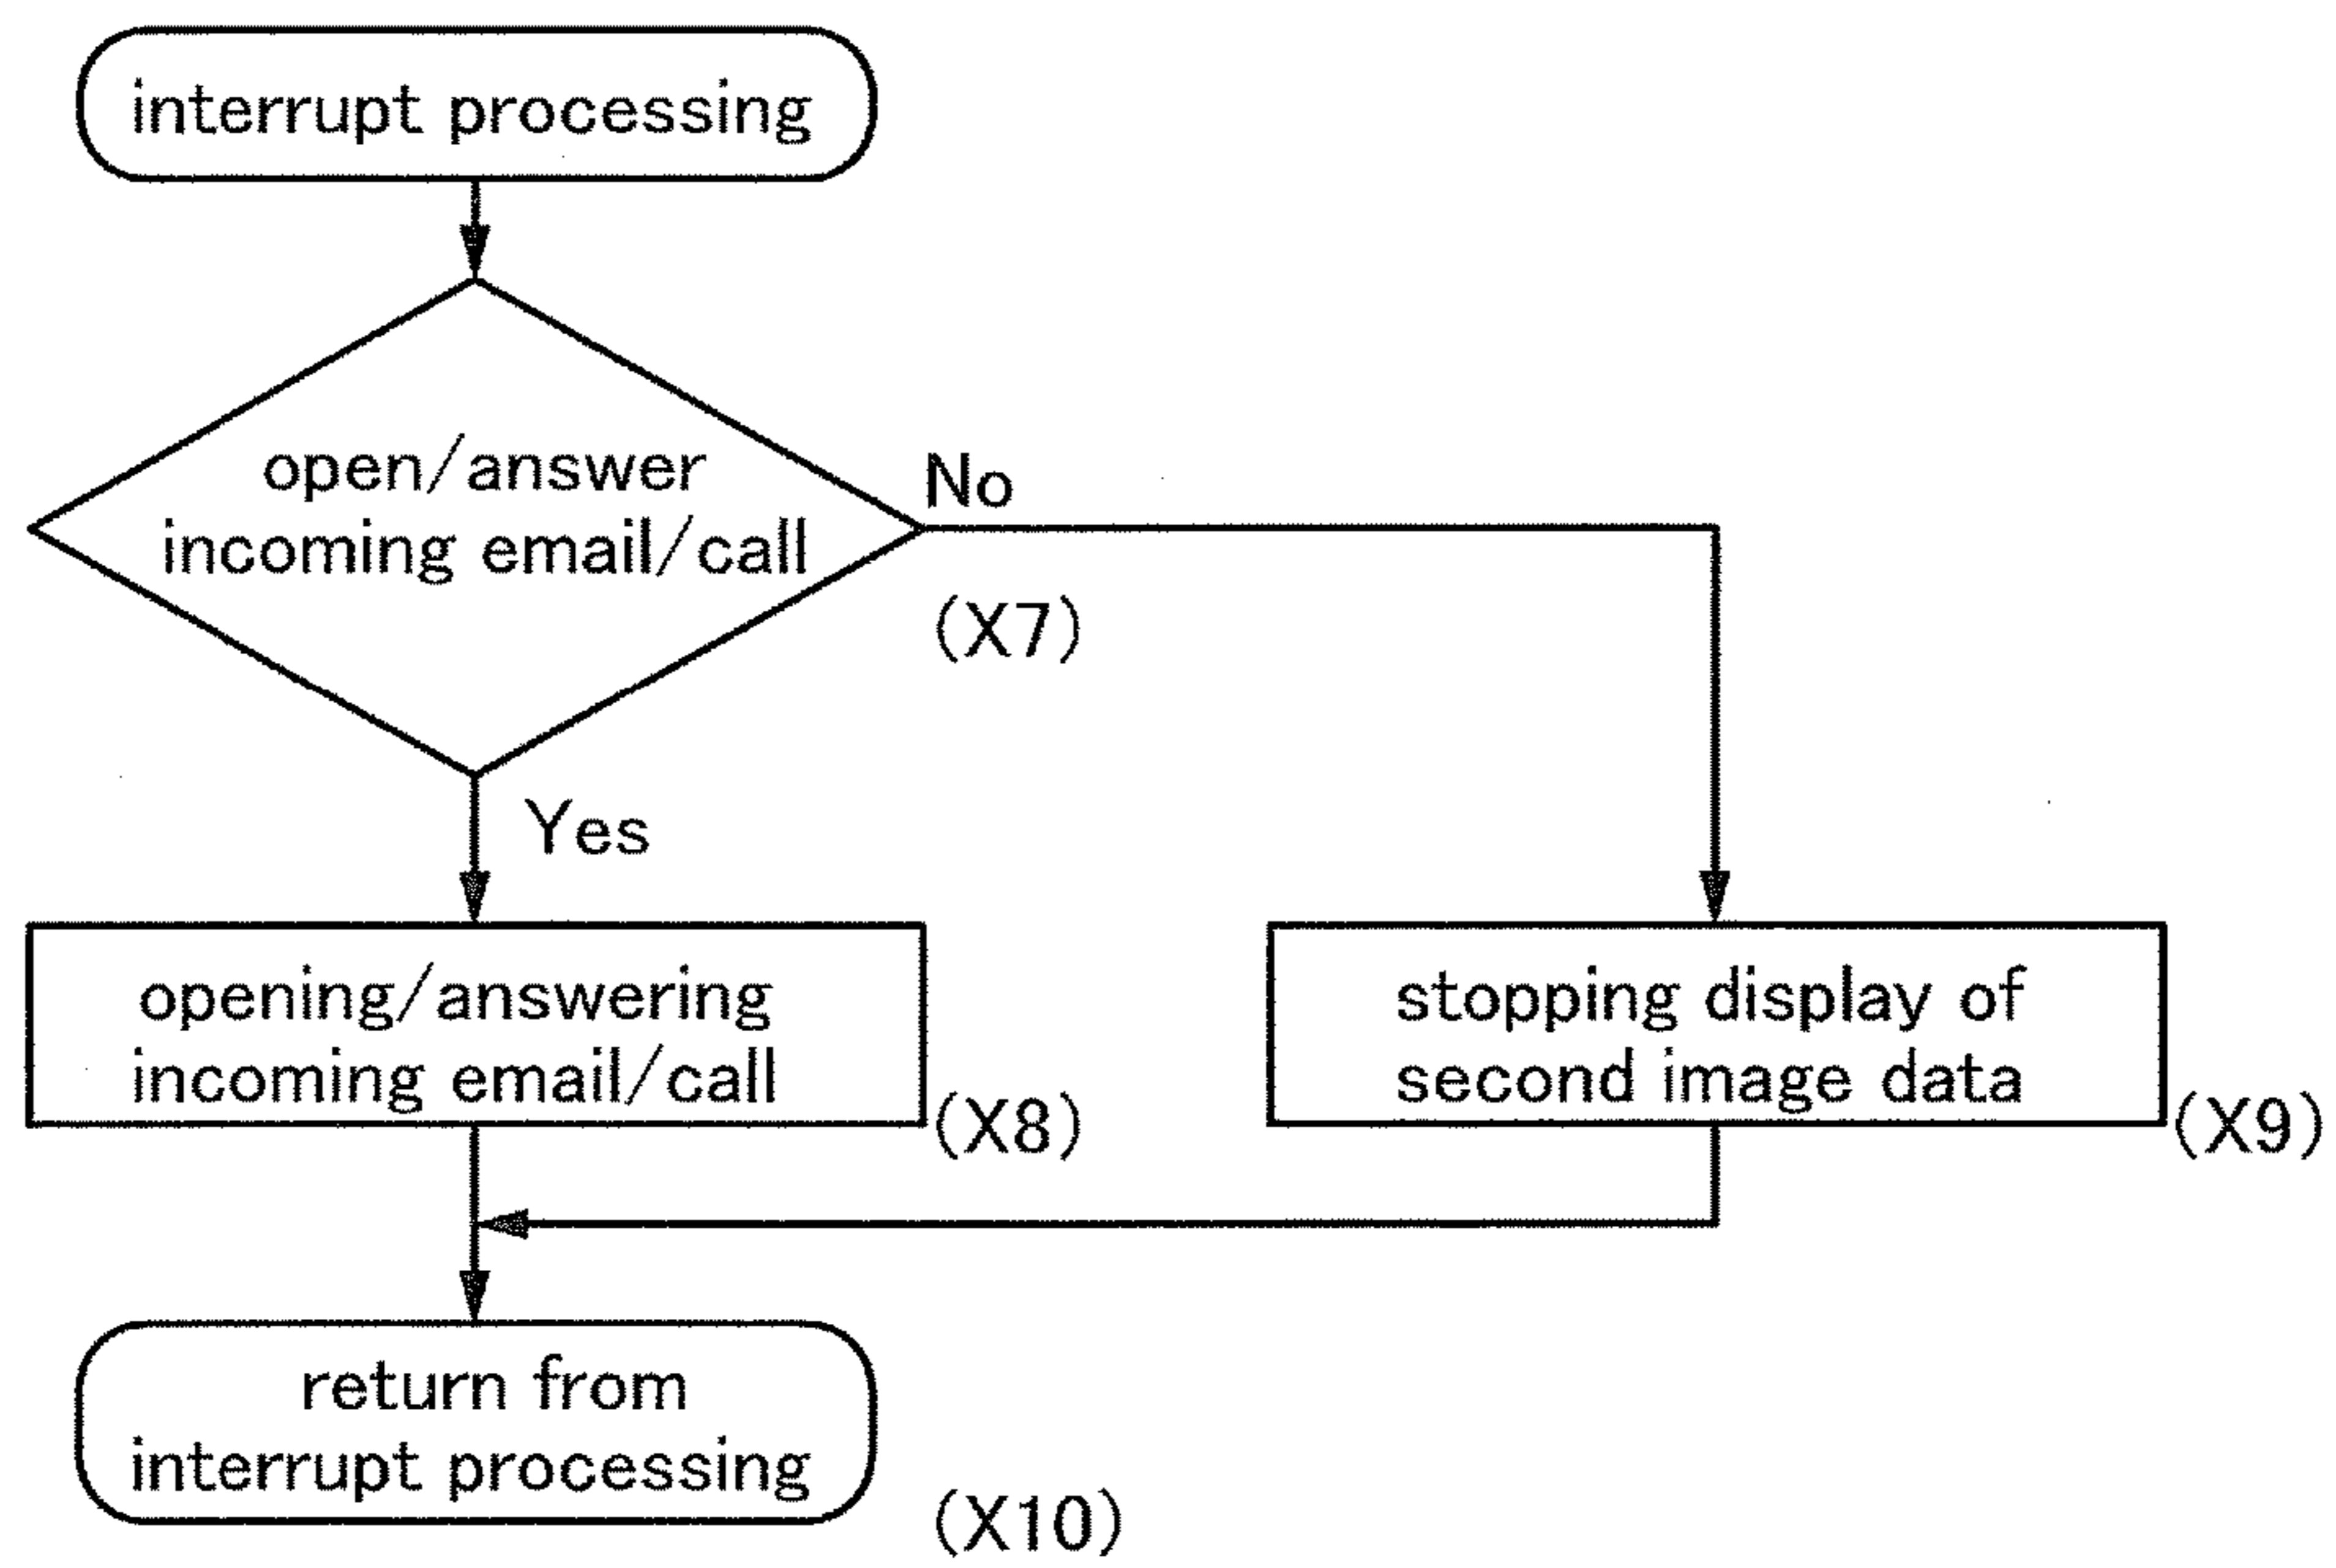 interrupt processing
open/answer
incoming email/call
No
(X7)
Yes
opening/answering
incoming email/call
(X8)
stopping display of
second image data
(X9)
return from
interrupt processing
(X10)